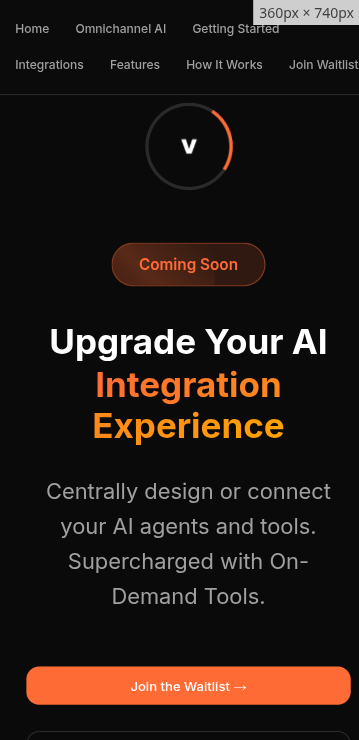 360px × 740px
Home Omnichannel AI Getting Started
Integrations Features How It Works Join Waitlist
v
Coming Soon
Upgrade Your AI
Integration
Experience
Centrally design or connect
your AI agents and tools.
Supercharged with On-
Demand Tools.
Join the Waitlist →